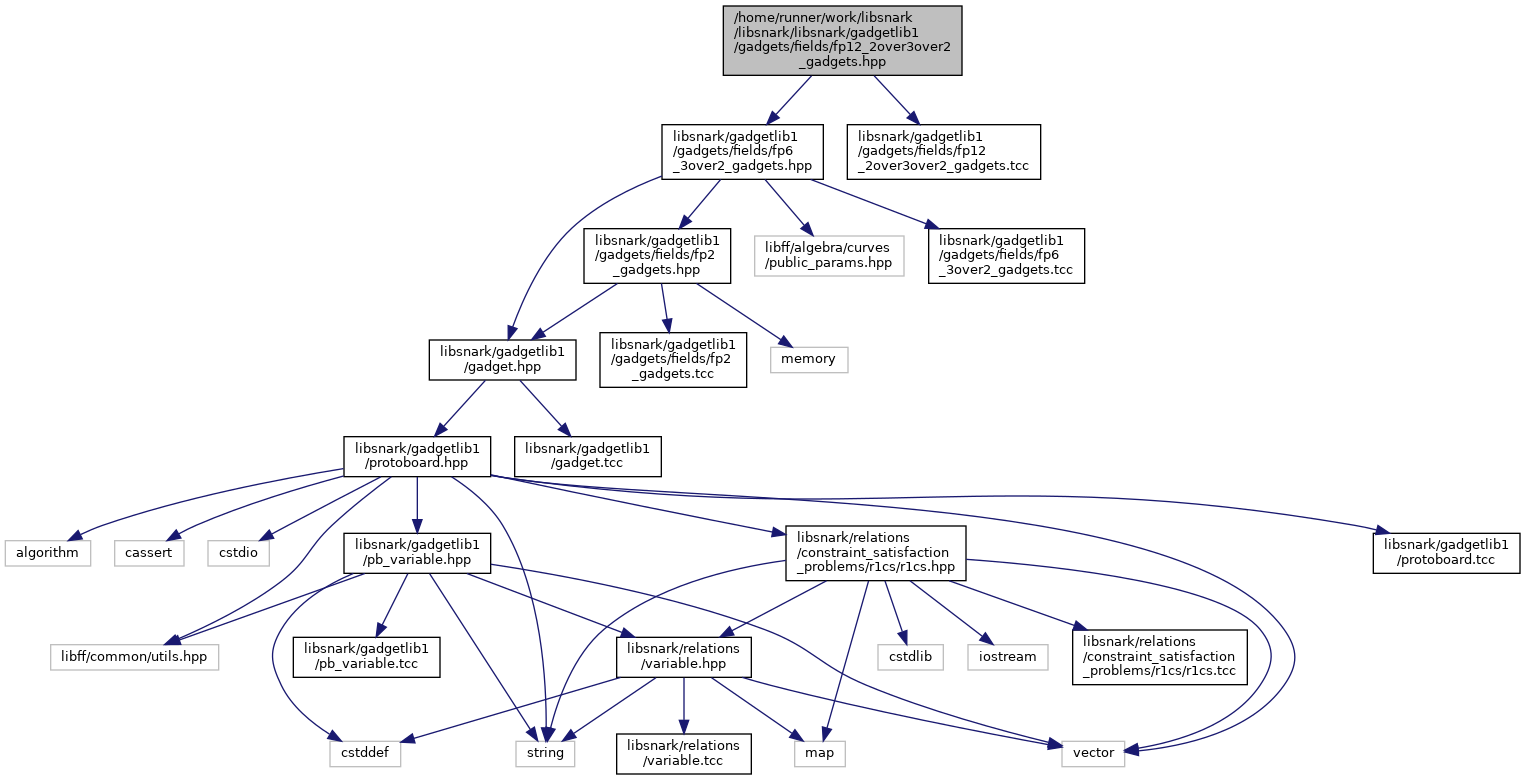 /home/runner/work/libsnark
/libsnark/libsnark/gadgetlib1
/gadgets/fields/fp12_2over3over2
_gadgets.hpp
libsnark/gadgetlib1
/gadgets/fields/fp6
_3over2_gadgets.hpp
libsnark/gadgetlib1
/gadgets/fields/fp12
_2over3over2_gadgets.tcc
libsnark/gadgetlib1
/gadgets/fields/fp2
_gadgets.hpp
libff/algebra/curves
/public_params.hpp
libsnark/gadgetlib1
/gadgets/fields/fp6
_3over2_gadgets.tcc
libsnark/gadgetlib1
/gadget.hpp
libsnark/gadgetlib1
/gadgets/fields/fp2
_gadgets.tcc
memory
libsnark/gadgetlib1
/protoboard.hpp
libsnark/gadgetlib1
/gadget.tcc
algorithm
cassert
cstdio
libsnark/gadgetlib1
/pb_variable.hpp
libsnark/relations
/constraint_satisfaction
_problems/r1cs/r1cs.hpp
libsnark/gadgetlib1
/protoboard.tcc
libff/common/utils.hpp
libsnark/gadgetlib1
/pb_variable.tcc
libsnark/relations
/variable.hpp
cstdlib
iostream
libsnark/relations
/constraint_satisfaction
_problems/r1cs/r1cs.tcc
cstddef
string
libsnark/relations
/variable.tcc
map
vector